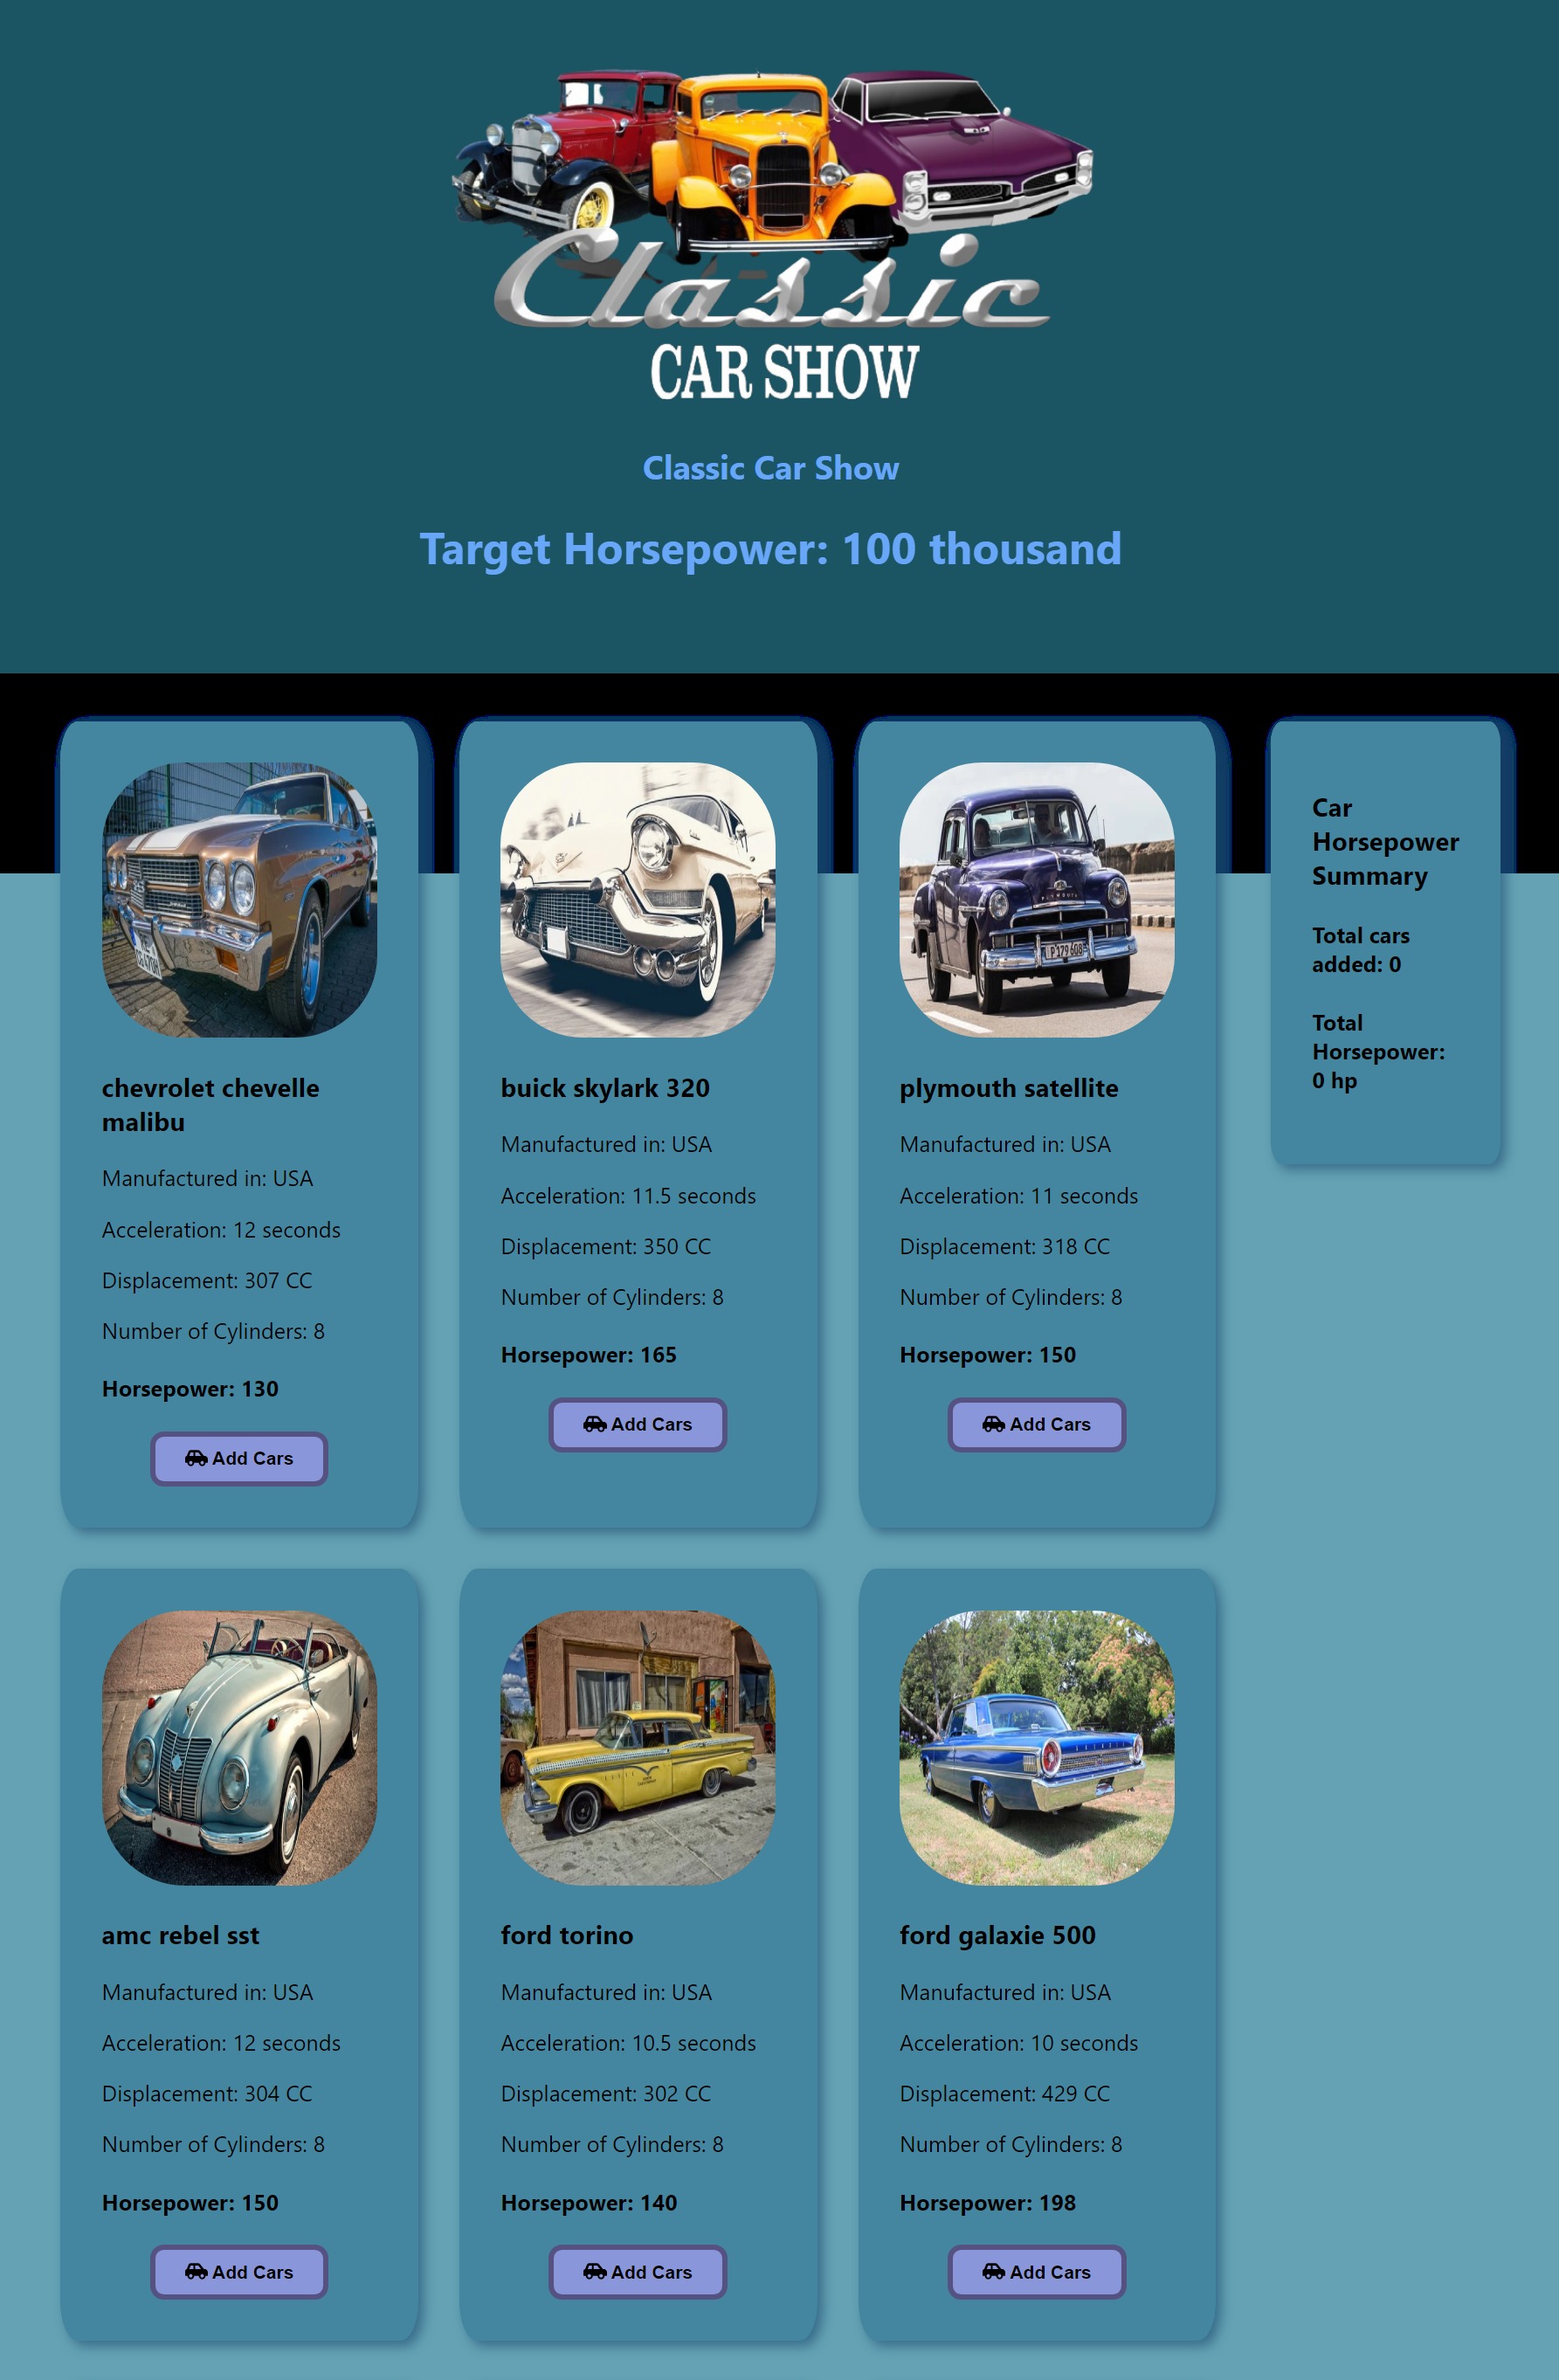 Classic
CAR SHOW
Classic Car Show
Target Horsepower: 100 thousand
chevrolet chevelle
malibu
Manufactured in: USA
Acceleration: 12 seconds
Displacement: 307 CC
Number of Cylinders: 8
Horsepower: 130
Add Cars
buick skylark 320
Manufactured in: USA
Acceleration: 11.5 seconds
Displacement: 350 CC
Number of Cylinders: 8
Horsepower: 165
Add Cars
P 179 608
plymouth satellite
Manufactured in: USA
Acceleration: 11 seconds
Displacement: 318 CC
Number of Cylinders: 8
Horsepower: 150
Add Cars
Car
Horsepower
Summary
Total cars
added: 0
Total
Horsepower:
0 hp
amc rebel sst
Manufactured in: USA
Acceleration: 12 seconds
Displacement: 304 CC
Number of Cylinders: 8
Horsepower: 150
Add Cars
ford torino
Manufactured in: USA
Acceleration: 10.5 seconds
Displacement: 302 CC
Number of Cylinders: 8
Horsepower: 140
Add Cars
ford galaxie 500
Manufactured in: USA
Acceleration: 10 seconds
Displacement: 429 CC
Number of Cylinders: 8
Horsepower: 198
Add Cars